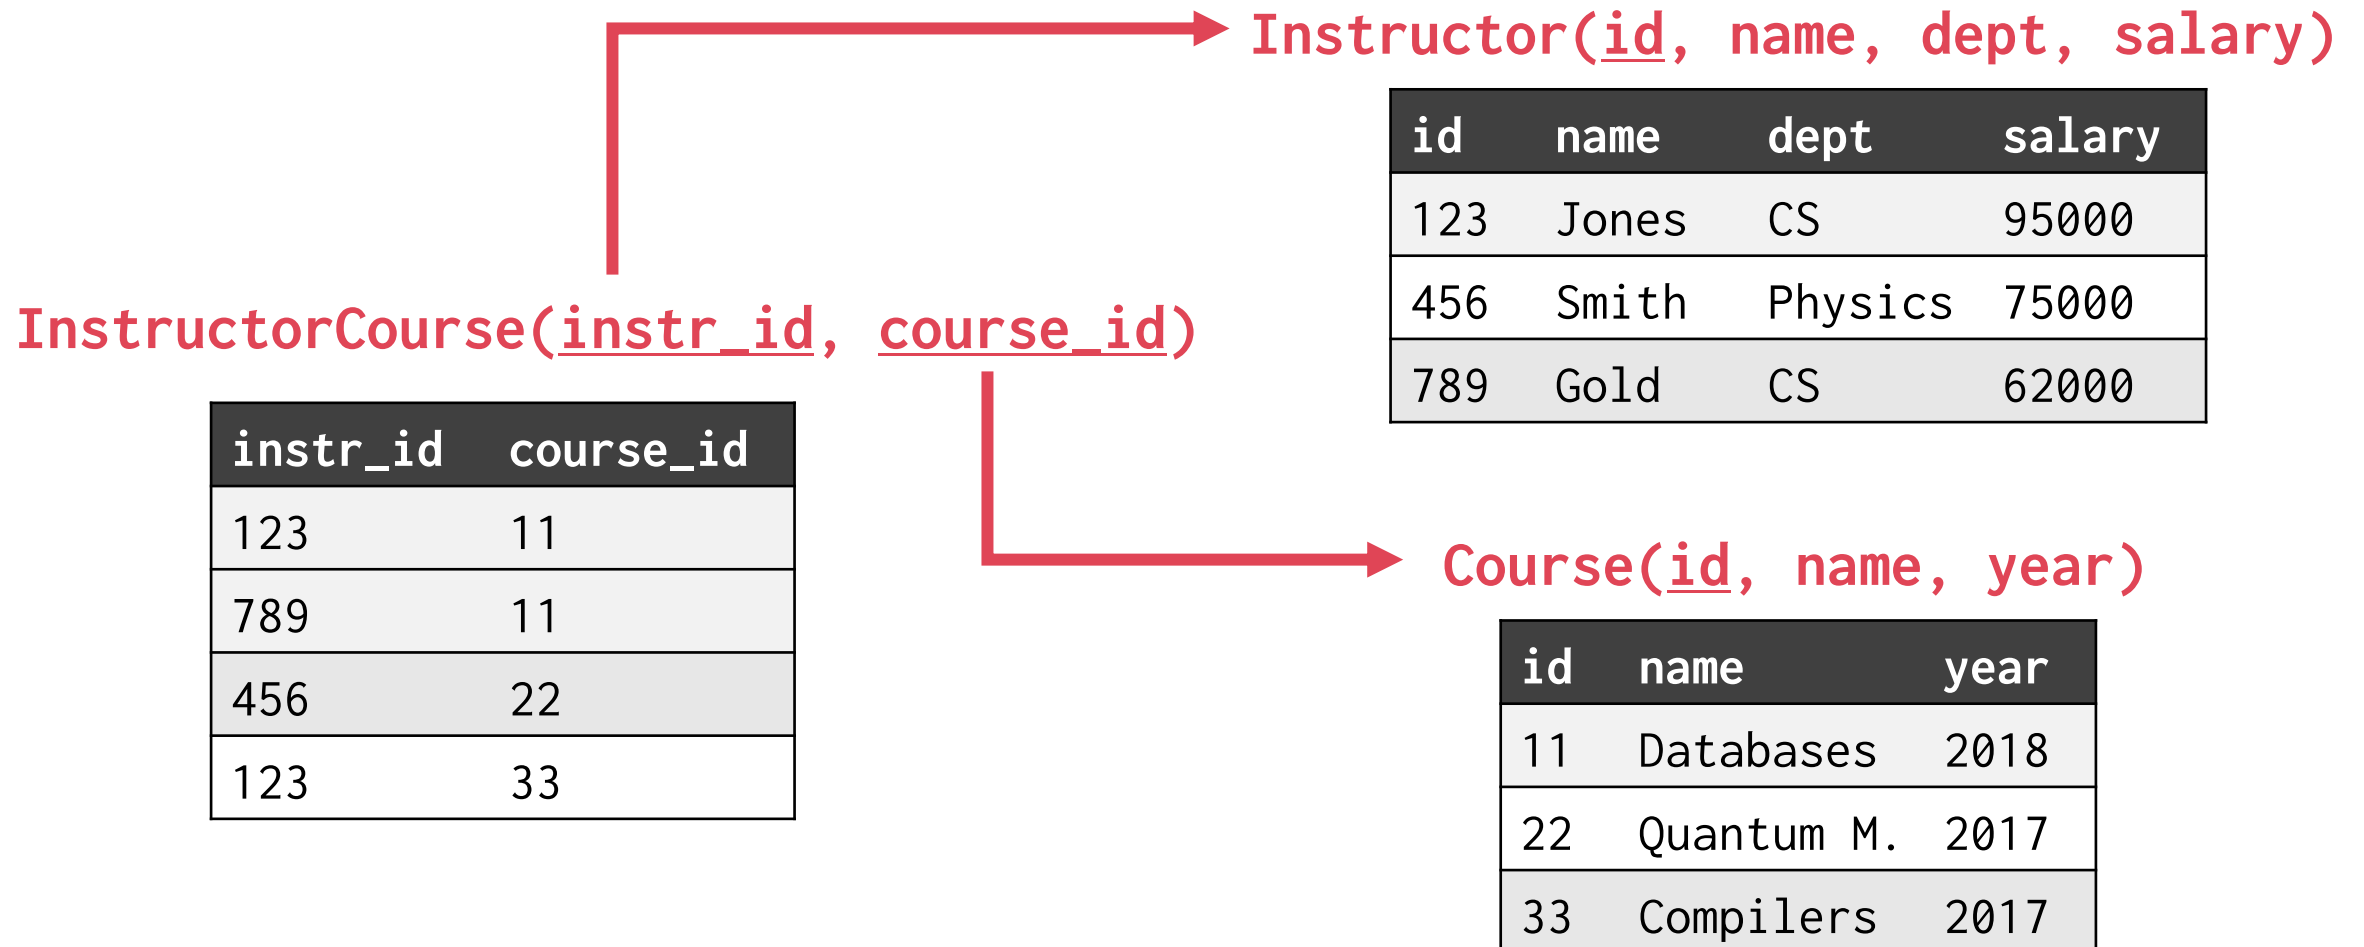 Instructor(id, name, dept, salary)
id name dept salary
123 Jones CS 95000
456 Smith Physics 75000
789 Gold CS 62000
InstructorCourse(instr_id, course_id)
instr_id course_id
123 11
789 11
456 22
123 33
Course(id, name, year)
id name year
11 Databases 2018
22 Quantum M. 2017
33 Compilers 2017